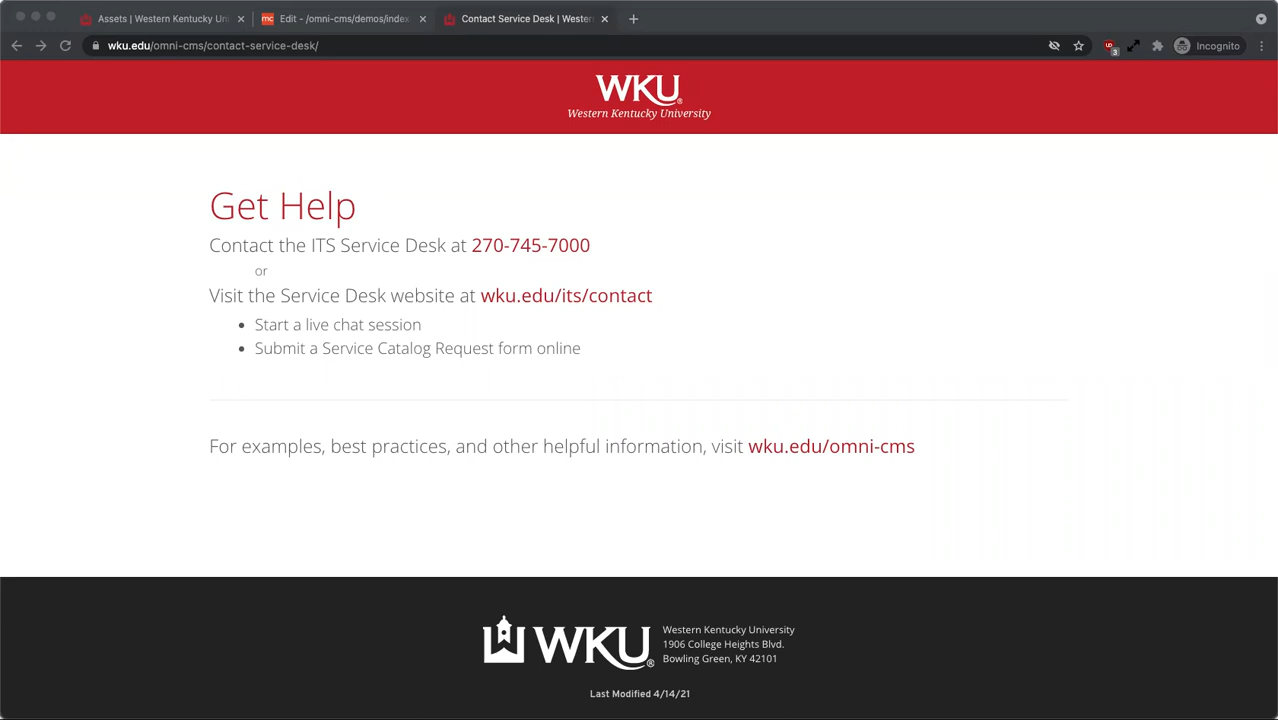 Assets | Western Kentucky Uni
Edit - /omni-cms/demos/index
Contact Service Desk | Wester
wku.edu/omni-cms/contact-service-desk/
3
Incognito
WKU®
Western Kentucky University
Get Help
Contact the ITS Service Desk at 270-745-7000
or
Visit the Service Desk website at wku.edu/its/contact
• Start a live chat session
• Submit a Service Catalog Request form online
For examples, best practices, and other helpful information, visit wku.edu/omni-cms
WKU®
Western Kentucky University
1906 College Heights Blvd.
Bowling Green, KY 42101
Last Modified 4/14/21